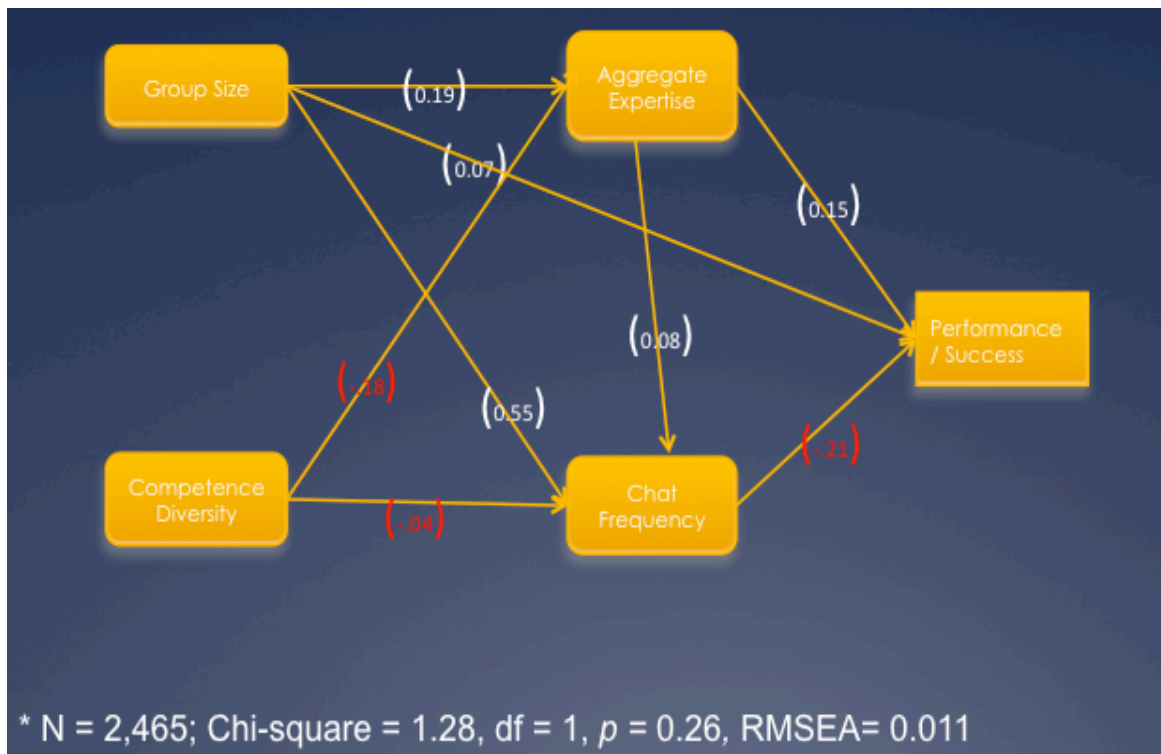 Group Size
Aggregate
Expertise
(0.19)
(0.07)
(0.15)
Performance
/ Success
(0.08)
(-.18)
(0.55)
(-.21)
Competence
Diversity
Chat
Frequency
(-.04)
* N = 2,465; Chi-square = 1.28, df = 1, p = 0.26, RMSEA= 0.011